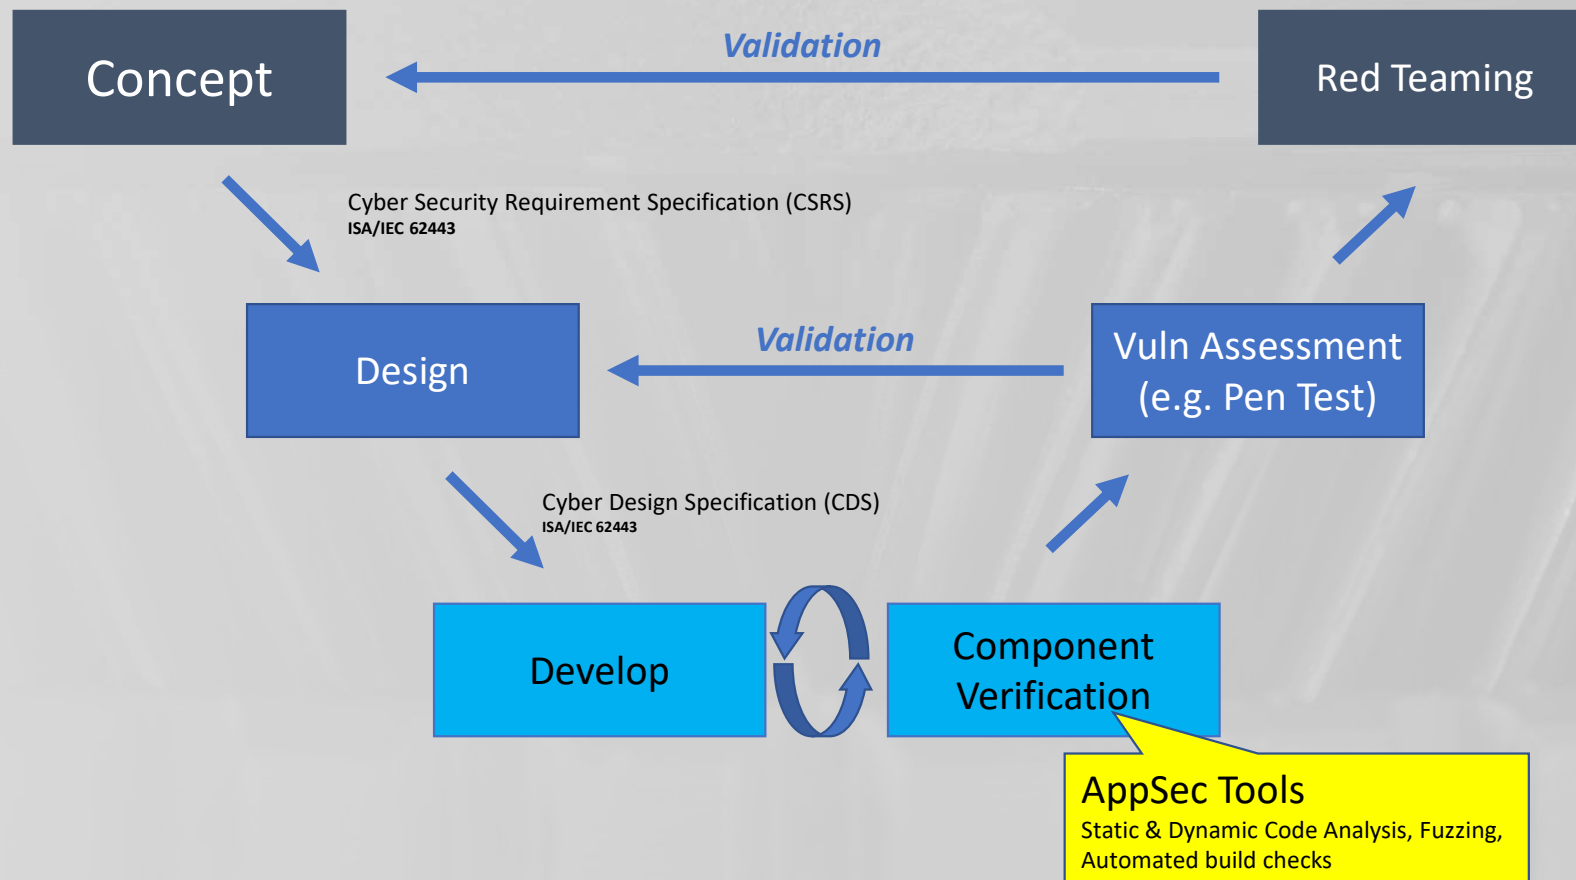 Concept
Validation
Red Teaming
Cyber Security Requirement Specification (CSRS)
ISA/IEC 62443
Design
Validation
Vuln Assessment
(e.g. Pen Test)
Cyber Design Specification (CDS)
ISA/IEC 62443
Develop
Component
Verification
AppSec Tools
Static & Dynamic Code Analysis, Fuzzing,
Automated build checks